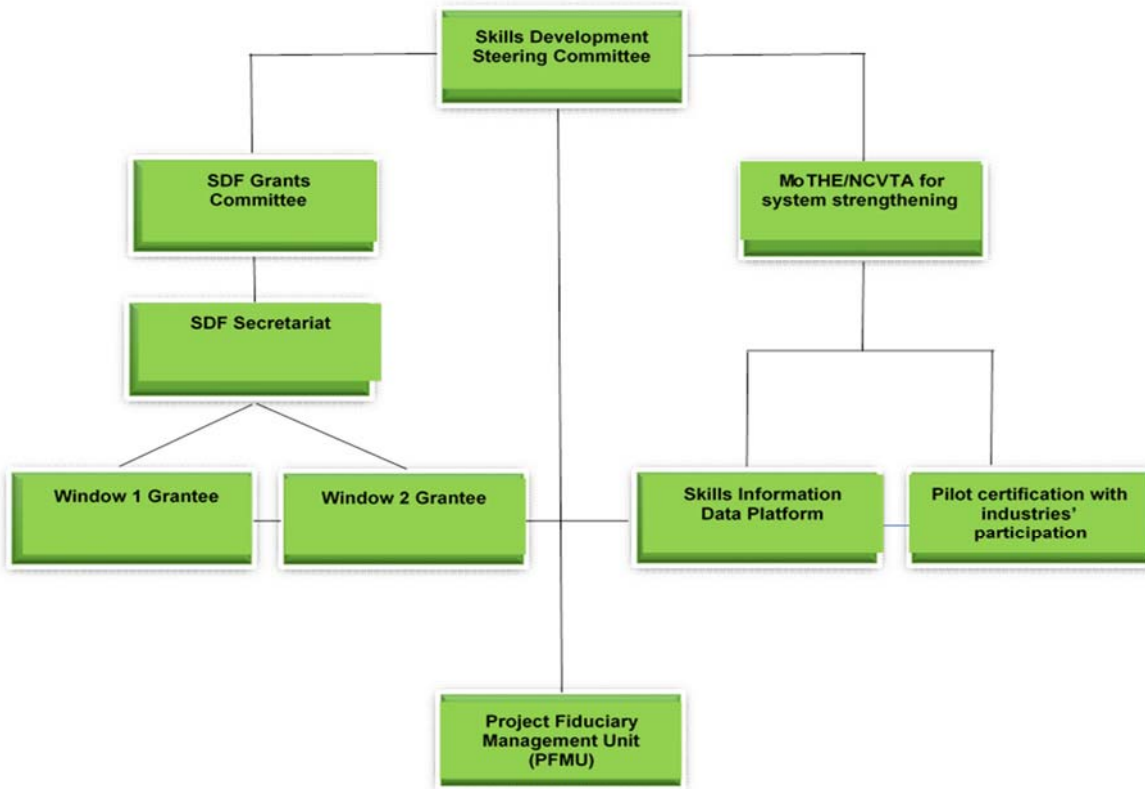 Skills Development
Steering Committee
SDF Grants
Committee
MoTHE/NCVTA for
system strengthening
SDF Secretariat
Window 1 Grantee
Window 2 Grantee
Skills Information
Data Platform
Pilot certification with
industries’
participation
Project Fiduciary
Management Unit
(PFMU)